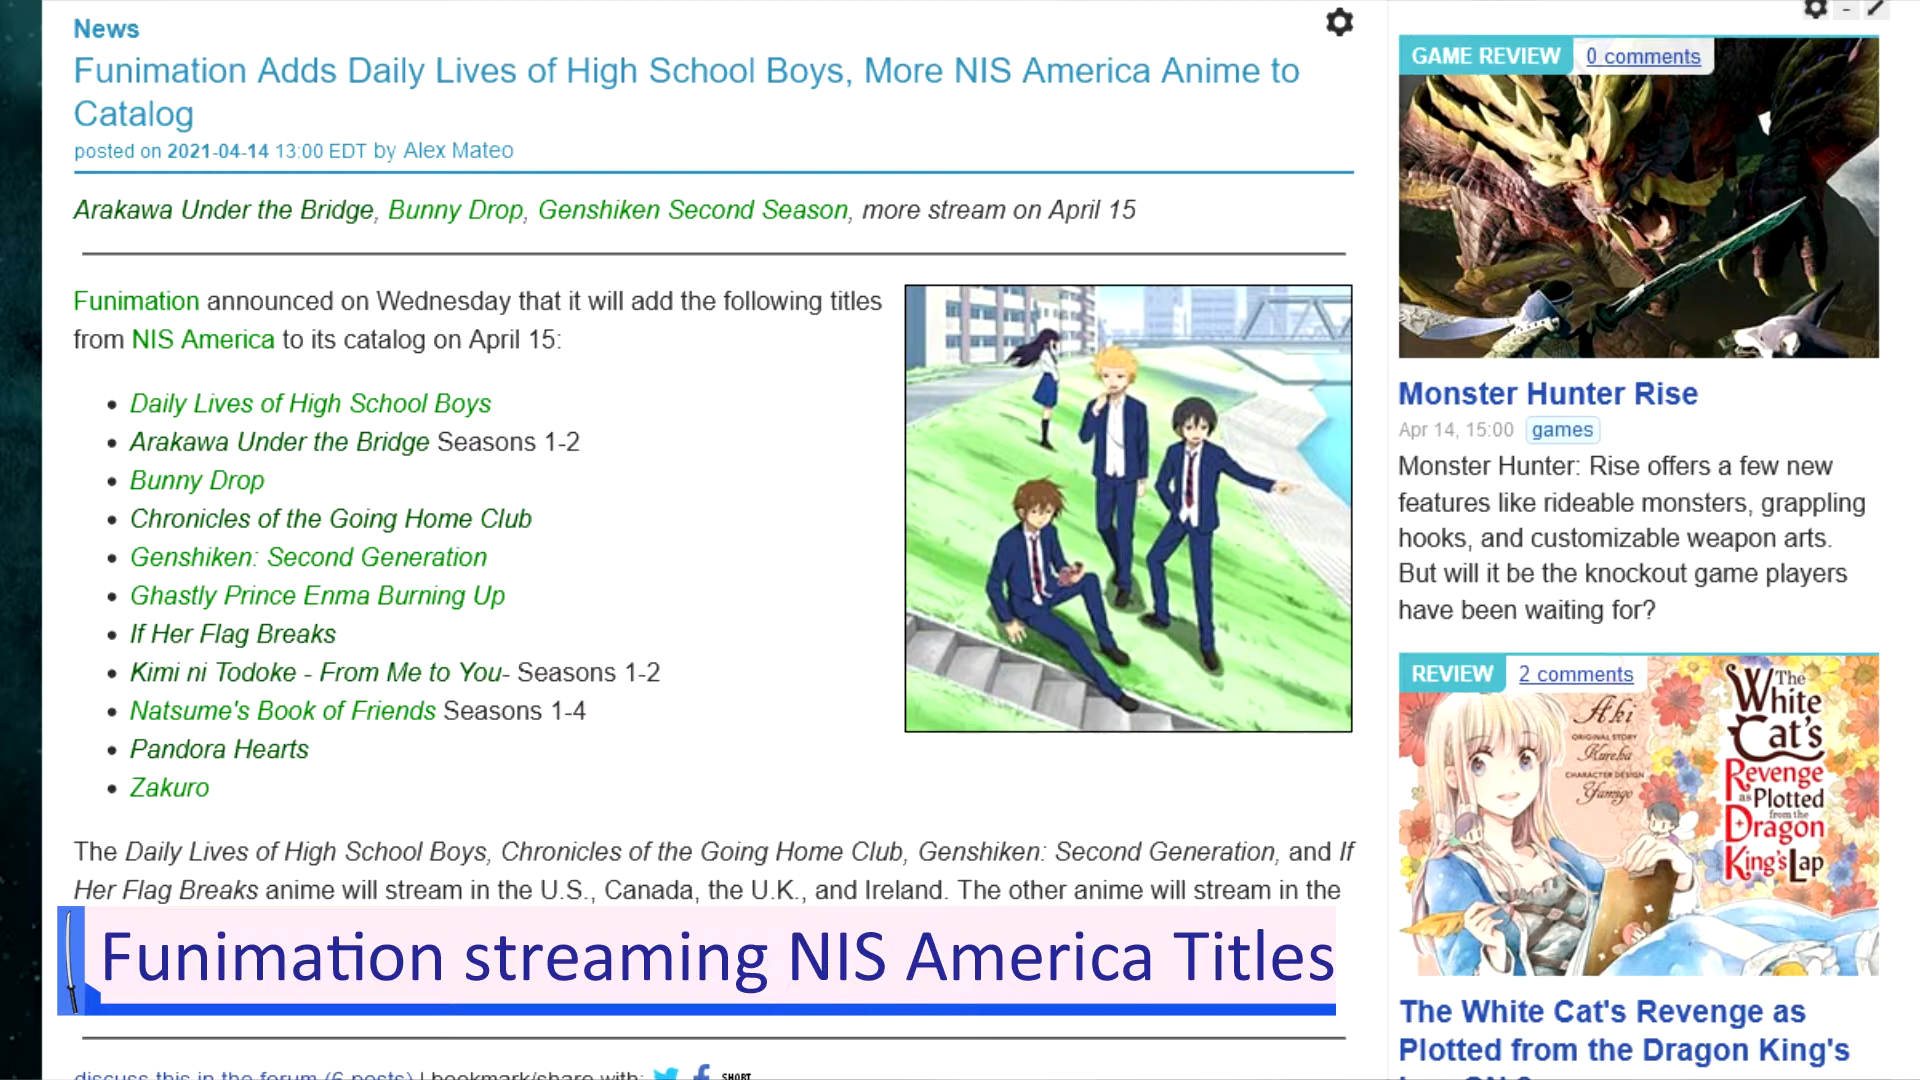 News
Funimation Adds Daily Lives of High School Boys, More NIS America Anime to
Catalog
posted on 2021-04-14 13:00 EDT by Alex Mateo
Arakawa Under the Bridge, Bunny Drop, Genshiken Second Season, more stream on April 15
Funimation announced on Wednesday that it will add the following titles
from NIS America to its catalog on April 15:
Daily Lives of High School Boys
Arakawa Under the Bridge Seasons 1-2
Bunny Drop
Chronicles of the Going Home Club
Genshiken: Second Generation
Ghastly Prince Enma Burning Up
If Her Flag Breaks
Kimi ni Todoke - From Me to You- Seasons 1-2
Natsume's Book of Friends Seasons 1-4
Pandora Hearts
Zakuro
The Daily Lives of High School Boys, Chronicles of the Going Home Club, Genshiken: Second Generation, and If
Her Flag Breaks anime will stream in the U.S., Canada, the U.K., and Ireland. The other anime will stream in the
Funimation streaming NIS America Titles
discuss this in the forum (6 posts) | bookmark/share with: SHORT
GAME REVIEW 0 comments
Monster Hunter Rise
Apr 14, 15:00 games
Monster Hunter: Rise offers a few new
features like rideable monsters, grappling
hooks, and customizable weapon arts.
But will it be the knockout game players
have been waiting for?
REVIEW 2 comments
Aki
ORIGINAL STORY
Kureha
CHARACTER DESIGN
Yamigo
The
White
Cat's
Revenge
as Plotted
from the
Dragon
King's Lap
The White Cat's Revenge as
Plotted from the Dragon King's